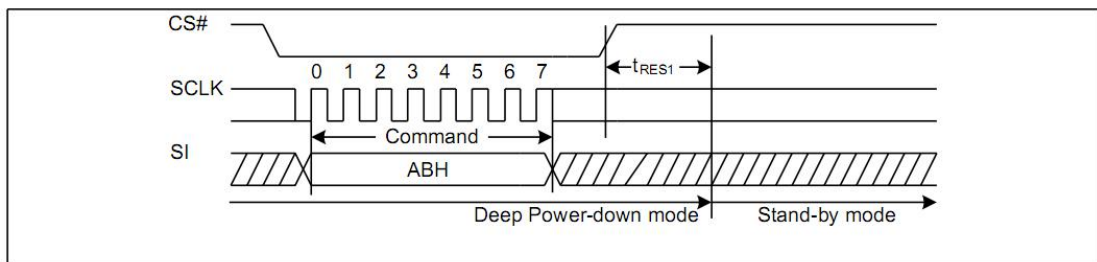 CS#
tRES1
0 1 2 3 4 5 6 7
SCLK
Command
SI
ABH
Deep Power-down mode Stand-by mode